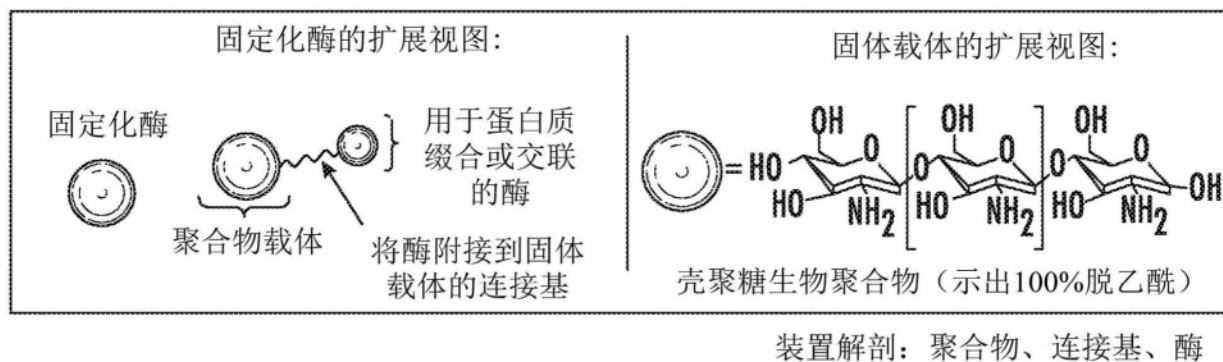 固定化酶的扩展视图:
固定化酶
用于蛋白质
缀合或交联
的酶
聚合物载体
将酶附接到固体
载体的连接基
固体载体的扩展视图:
=
OH OH OH
HO O O O O O OH
HO NH2 HO NH2 HO NH2
壳聚糖生物聚合物（示出100%脱乙酰）
装置解剖：聚合物、连接基、酶